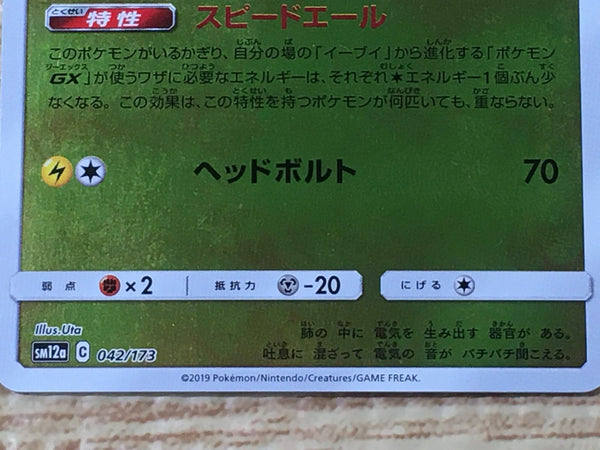 とくせい
特性 スピードエール
このポケモンがいるかぎり、自分の場の「イーブイ」から進化する「ポケモン
GX」が使うワザに必要なエネルギーは、それぞれ エネルギー1個ぶん少
なくなる。この効果は、この特性を持つポケモンが何匹いても、重ならない。
ヘッドボルト 70
弱点 ×2 抵抗力 -20 にげる
Illus.Uta
SM12a C 042/173
肺の 中に 電気を 生み出す 器官が ある。
吐息に 混ざって 電気の 音が バチバチ聞こえる。
©2019 Pokémon/Nintendo/Creatures/GAME FREAK.